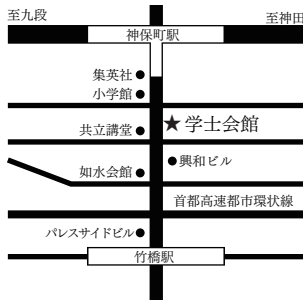 至九段
至神田
神保町駅
集英社
小学館
共立講堂
★学士会館
興和ビル
如水会館
首都高速都市環状線
パレスサイドビル
竹橋駅